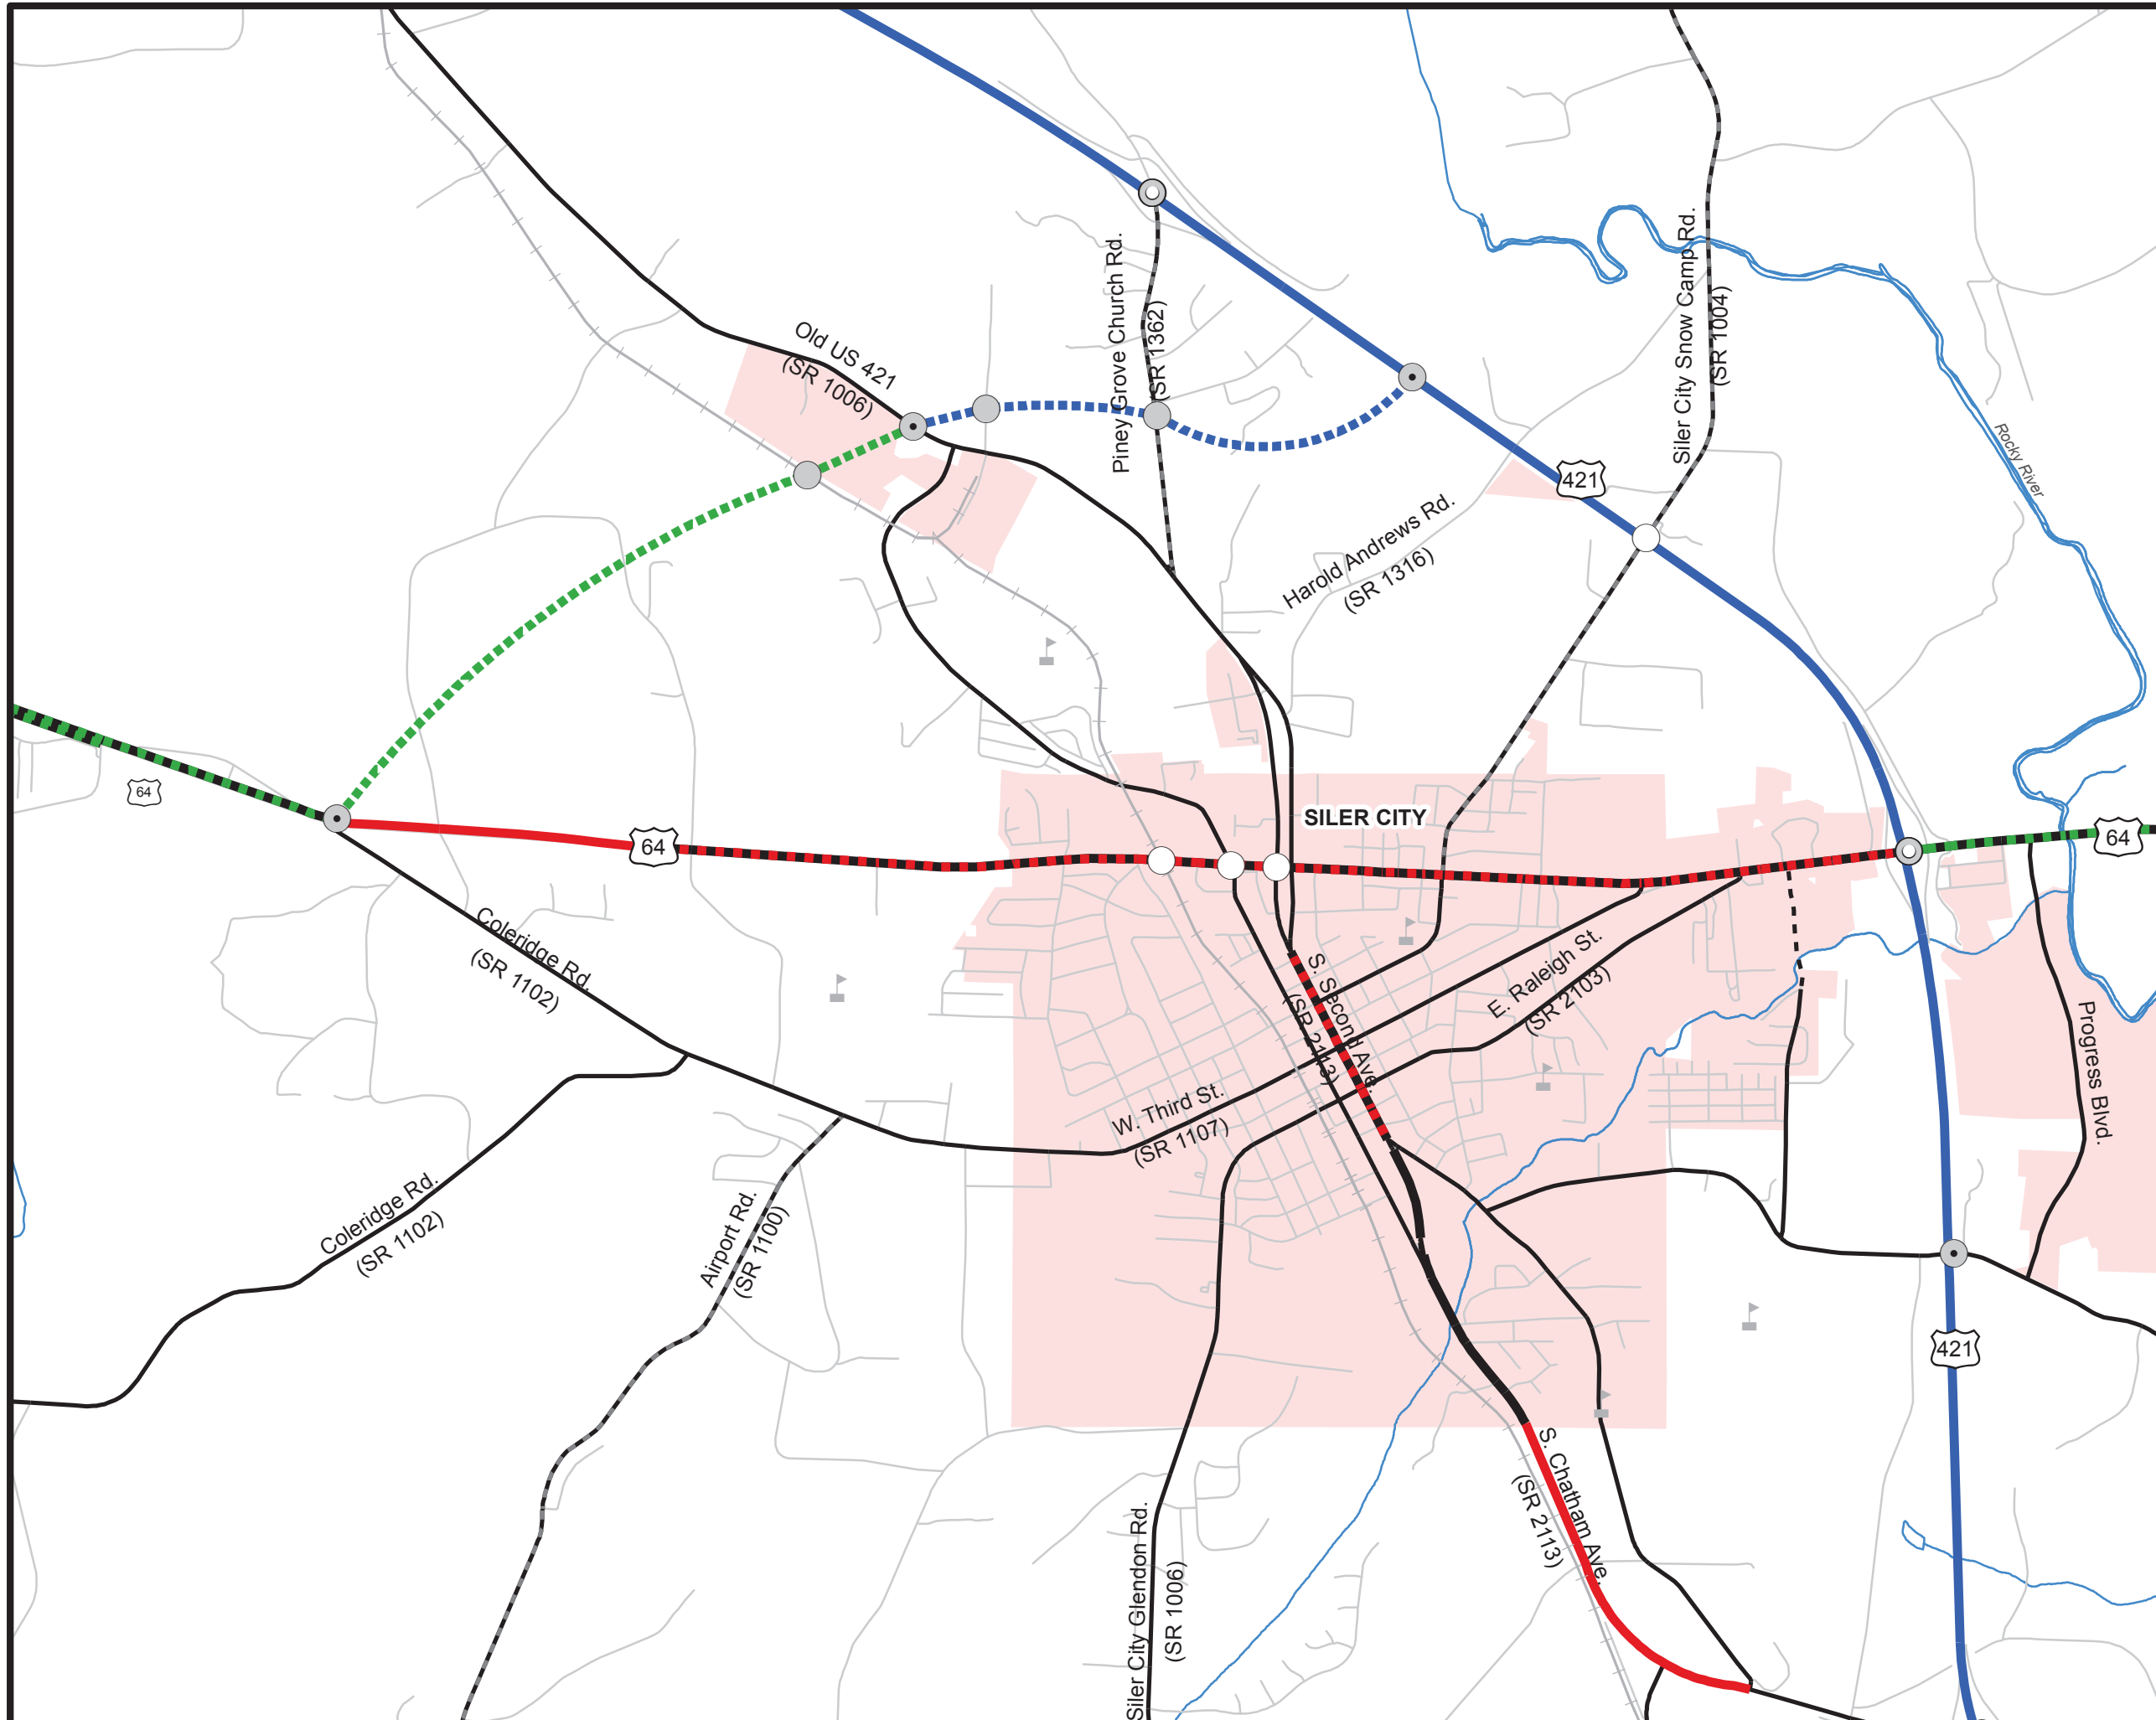 Old US 421
(SR 1006)
Piney Grove Church Rd.
(SR 1362)
Siler City Snow Camp Rd.
(SR 1004)
Rocky River
421
Harold Andrews Rd.
(SR 1316)
64
64
SILER CITY
64
Coleridge Rd.
(SR 1102)
S. Second Ave.
(SR 2113)
E. Raleigh St.
(SR 2103)
Progress Blvd.
W. Third St.
(SR 1107)
Coleridge Rd.
(SR 1102)
Airport Rd.
(SR 1100)
421
S. Chatham Ave.
(SR 2113)
Siler City Glendon Rd.
(SR 1006)